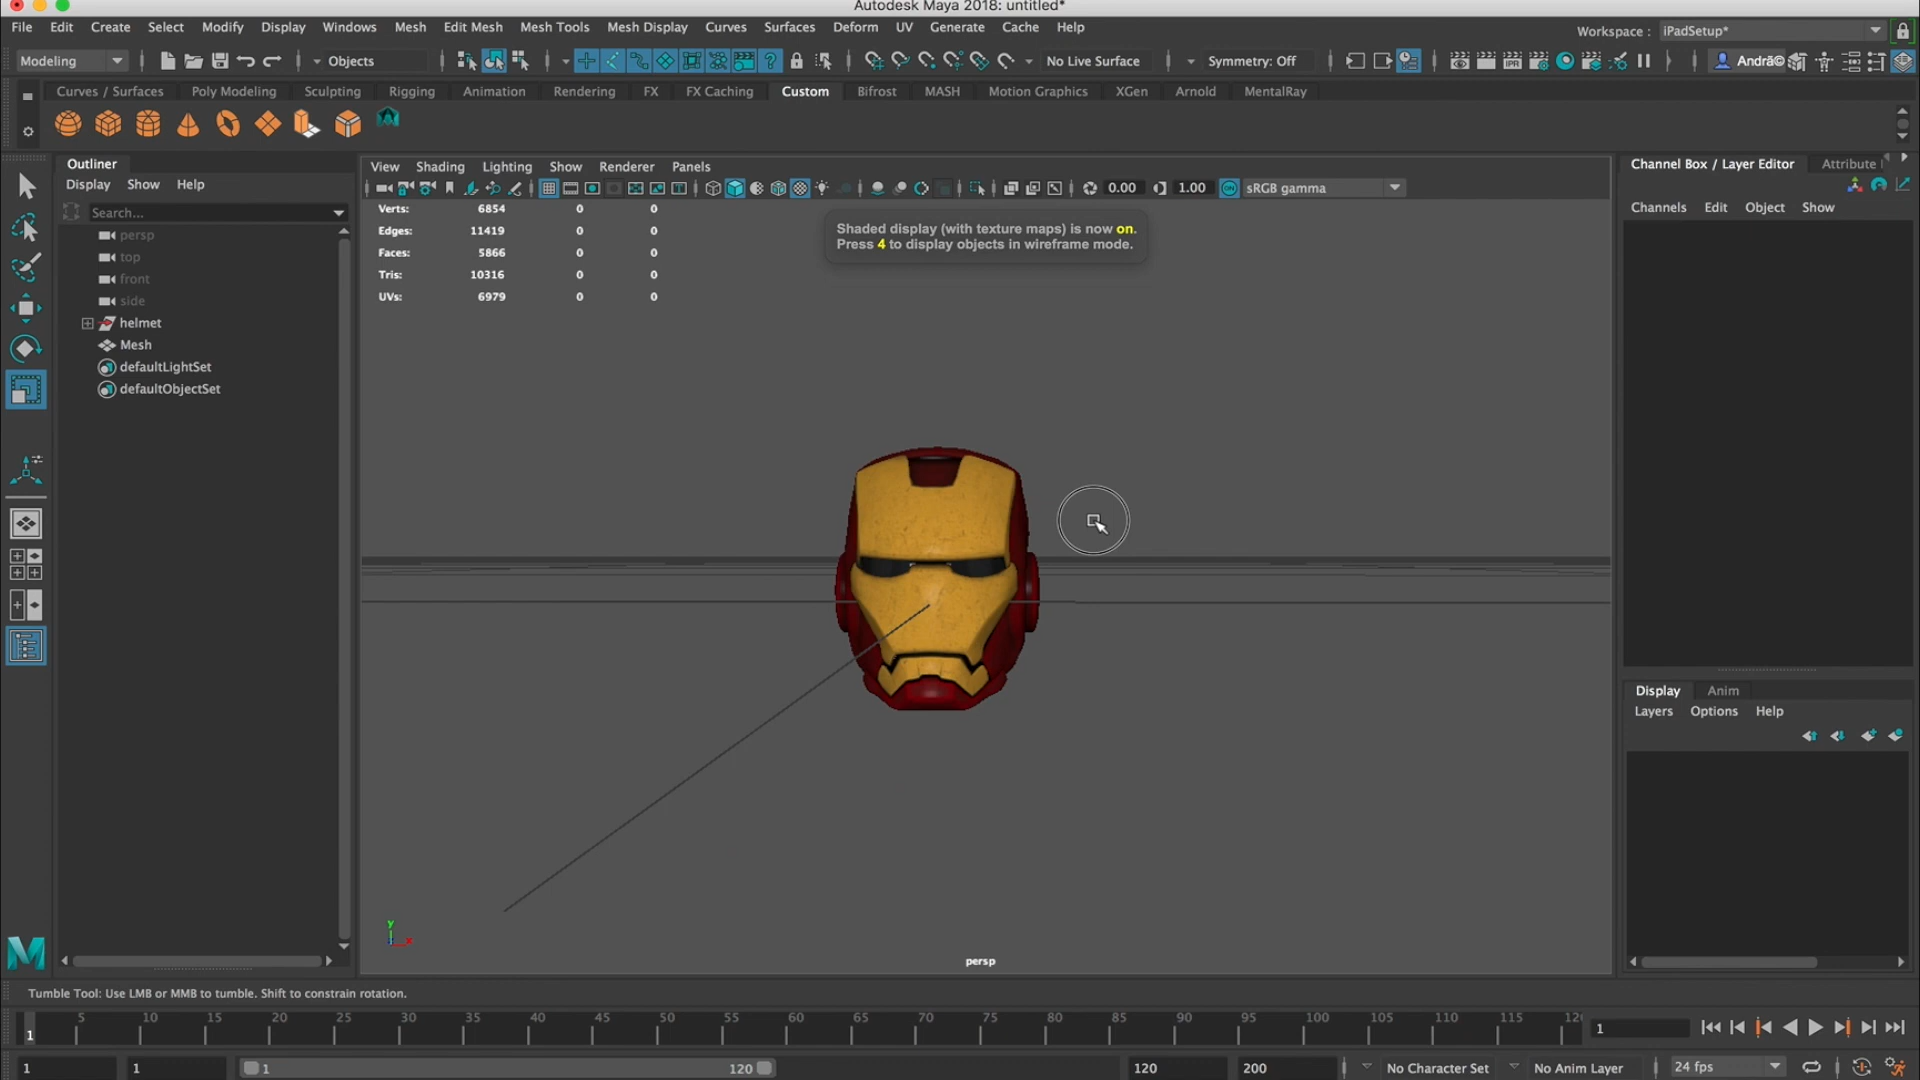 Autodesk Maya 2018: untitled*
File Edit Create Select Modify Display Windows Mesh Edit Mesh Mesh Tools Mesh Display Curves Surfaces Deform UV Generate Cache Help
Workspace : iPadSetup*
Modeling Objects No Live Surface Symmetry: Off André©
Curves / Surfaces Poly Modeling Sculpting Rigging Animation Rendering FX FX Caching Custom Bifrost MASH Motion Graphics XGen Arnold MentalRay
Outliner
Display Show Help
Search...
persp
top
front
side
helmet
Mesh
defaultLightSet
defaultObjectSet
View Shading Lighting Show Renderer Panels
0.00 1.00 ON sRGB gamma
Verts: 6854 0 0
Edges: 11419 0 0
Faces: 5866 0 0
Tris: 10316 0 0
UVs: 6979 0 0
Shaded display (with texture maps) is now on.
Press 4 to display objects in wireframe mode.
y
x
persp
Channel Box / Layer Editor Attribute
Channels Edit Object Show
Display Anim
Layers Options Help
Tumble Tool: Use LMB or MMB to tumble. Shift to constrain rotation.
1 5 10 15 20 25 30 35 40 45 50 55 60 65 70 75 80 85 90 95 100 105 110 115 12 1
1 1 1 120 120 200 No Character Set No Anim Layer 24 fps